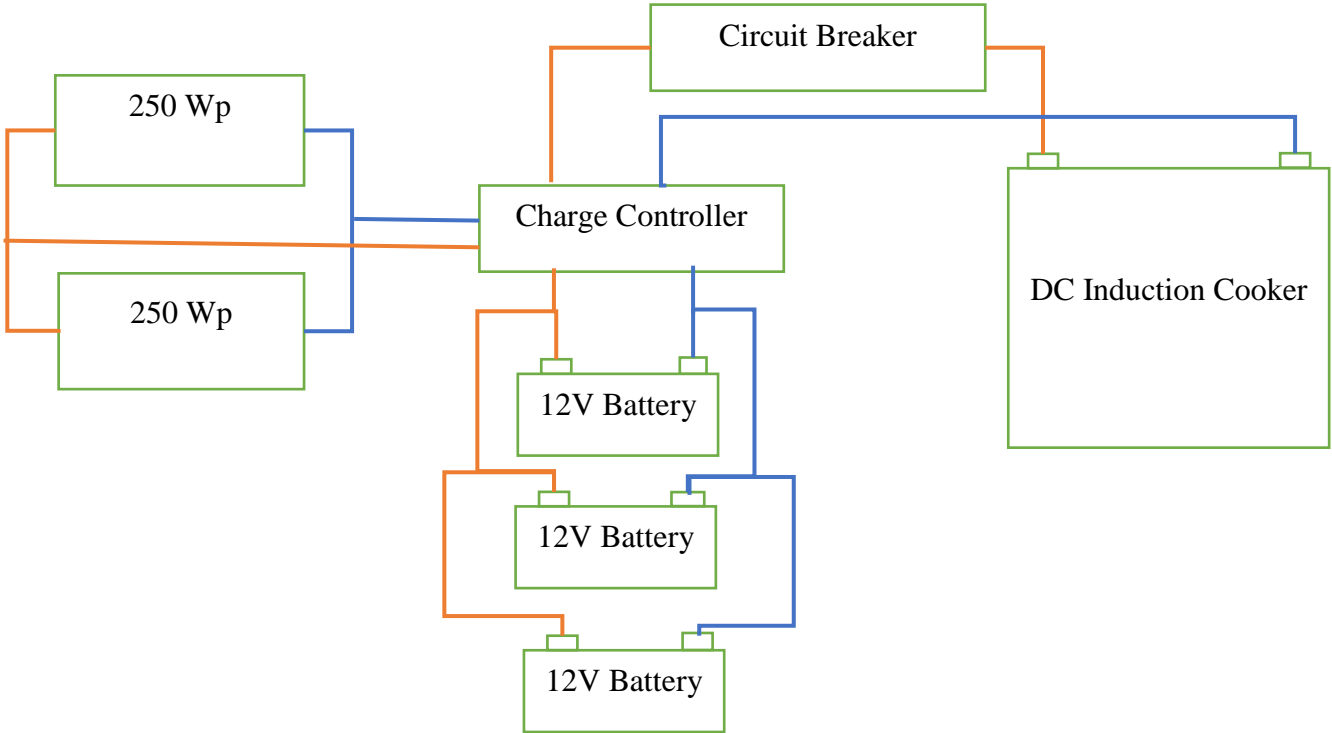 Circuit Breaker
250 Wp
Charge Controller
250 Wp
DC Induction Cooker
12V Battery
12V Battery
12V Battery